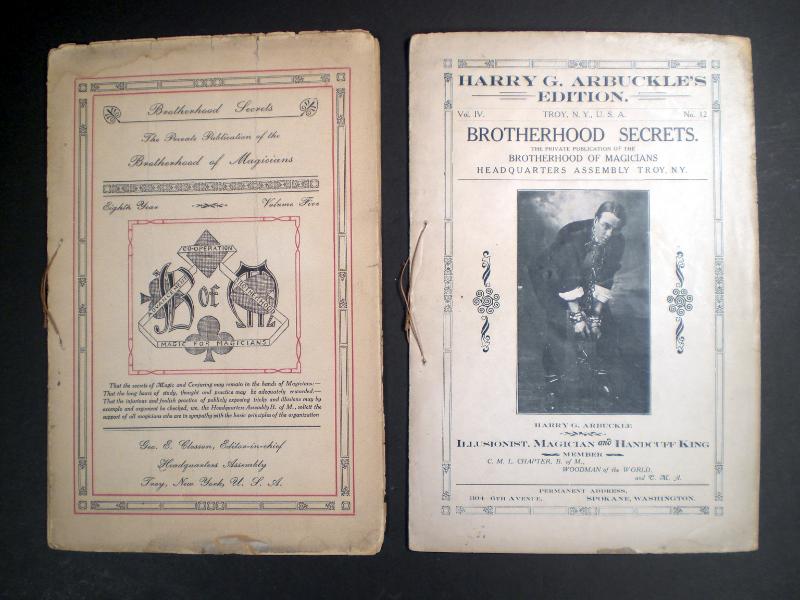 Brotherhood Secrets
The Private Publication of the
Brotherhood of Magicians
Eighth Year
Volume Five
CO-OPERATION
B of M
MAGIC FOR MAGICIANS
That the secrets of Magic and Conjuring may remain in the hands of Magicians:—
That the long hours of study, thought and practice may be adequately rewarded.—
That the injurious and foolish practice of publicly exposing tricks and illusions may by
example and argument be checked, we, the Headquarters Assembly B. of M., solicit the
support of all magicians who are in sympathy with the basic principles of the organization
Geo. E. Closson, Editor-in-chief
Headquarters Assembly
Troy, New York, U. S. A.
HARRY G. ARBUCKLE'S
EDITION.
Vol. IV. TROY, N. Y., U. S. A. No. 12
BROTHERHOOD SECRETS.
THE PRIVATE PUBLICATION OF THE
BROTHERHOOD OF MAGICIANS
HEADQUARTERS ASSEMBLY TROY, NY.
HARRY G. ARBUCKLE
ILLUSIONIST, MAGICIAN and HANDCUFF KING
MEMBER
C. M. L. CHAPTER, B. of M.,
WOODMAN of the WORLD,
and T. M. A.
PERMANENT ADDRESS,
1104 6TH AVENUE, SPOKANE, WASHINGTON.